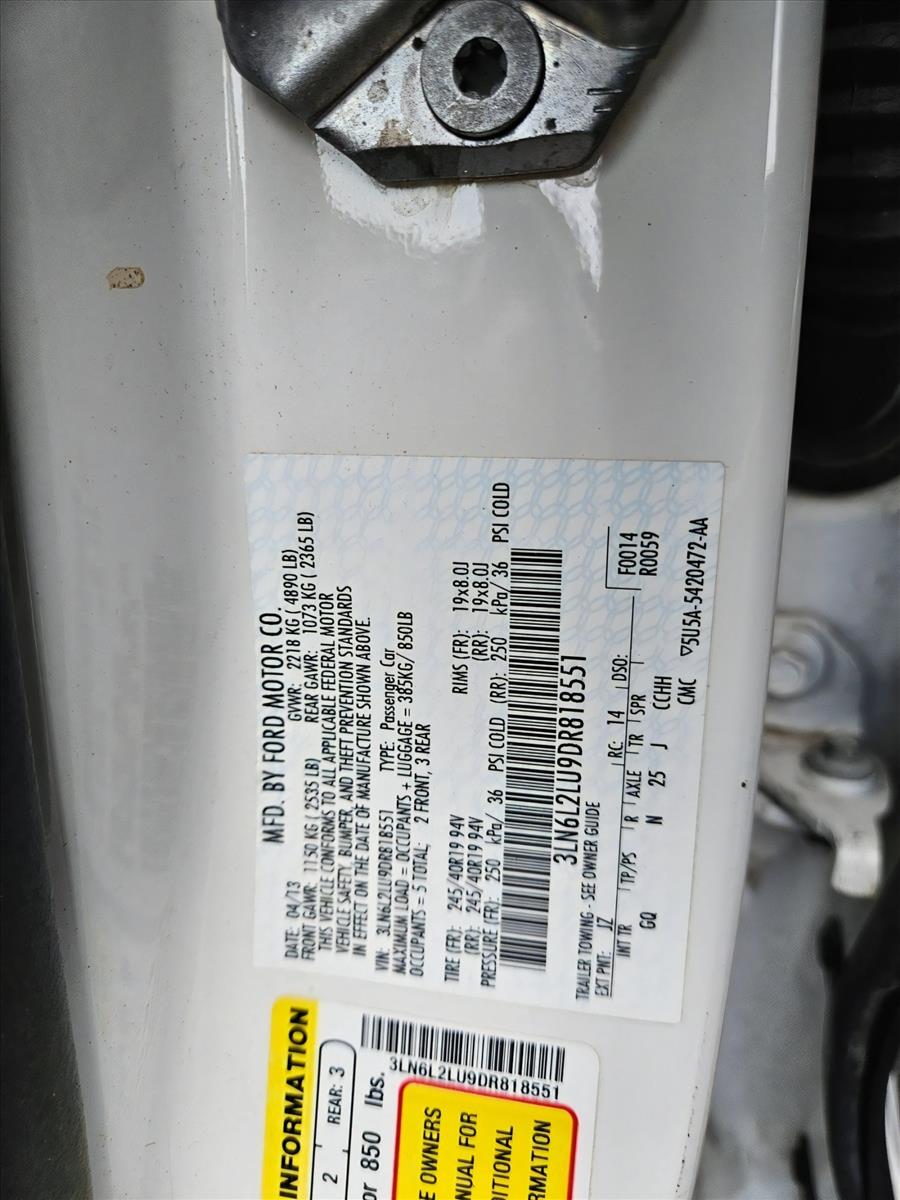 MFD. BY FORD MOTOR CO.
DATE: 04/13 GVWR: 2218 KG ( 4890 LB)
FRONT GAWR: 1150 KG ( 2535 LB) REAR GAWR: 1073 KG ( 2365 LB)
THIS VEHICLE CONFORMS TO ALL APPLICABLE FEDERAL MOTOR
VEHICLE SAFETY, BUMPER, AND THEFT PREVENTION STANDARDS
IN EFFECT ON THE DATE OF MANUFACTURE SHOWN ABOVE.
VIN: 3LN6L2LU9DR818551 TYPE: Passenger Car
MAXIMUM LOAD = OCCUPANTS + LUGGAGE = 385KG/ 850LB
OCCUPANTS = 5 TOTAL: 2 FRONT, 3 REAR
TIRE (FR): 245/40R19 94V RIMS (FR): 19x8.0J
(RR): 245/40R19 94V (RR): 19x8.0J
PRESSURE (FR): 250 kPa/ 36 PSI COLD (RR): 250 kPa/ 36 PSI COLD
3LN6L2LU9DR818551
TRAILER TOWING - SEE OWNER GUIDE
EXT PNT: JZ RC: 14 DSO: F0014
R0059
INT TR TP/PS R AXLE TR SPR
GQ N 25 J CCHH
CMC ▽5U5A-5420472-AA
INFORMATION
2 REAR: 3
or 850 lbs.
3LN6L2LU9DR818551
E OWNERS
NUAL FOR
DITIONAL
RMATION